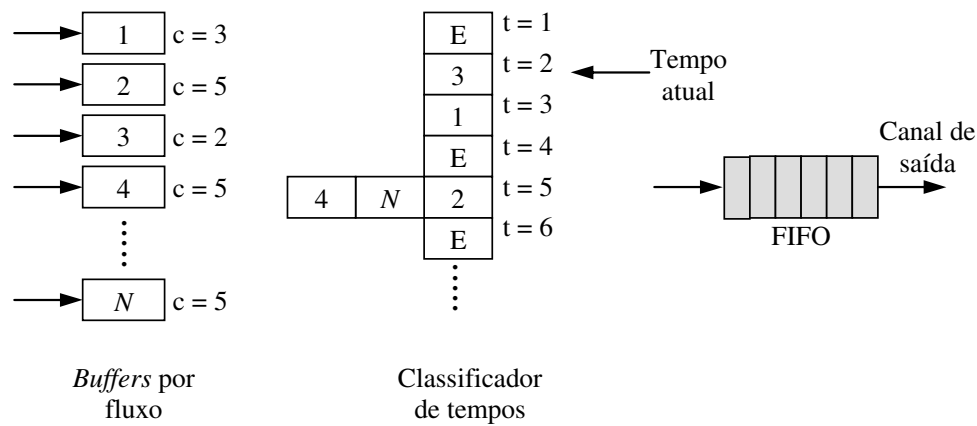 1 c = 3
2 c = 5
3 c = 2
4 c = 5
N c = 5
Buffers por
fluxo
E t = 1
3 t = 2
1 t = 3
E t = 4
4 N 2 t = 5
E t = 6
Tempo
atual
Classificador
de tempos
Canal de
saída
FIFO